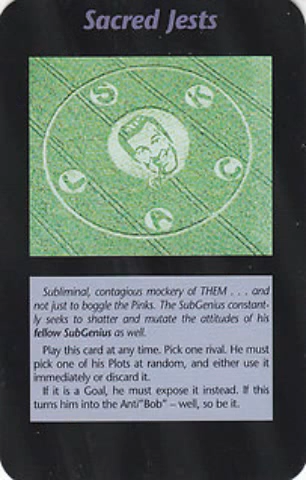 Sacred Jests
S K
L C
A
Subliminal, contagious mockery of THEM . . . and
not just to boggle the Pinks. The SubGenius constant-
ly seeks to shatter and mutate the attitudes of his
fellow SubGenius as well.
Play this card at any time. Pick one rival. He must
pick one of his Plots at random, and either use it
immediately or discard it.
If it is a Goal, he must expose it instead. If this
turns him into the Anti"Bob" – well, so be it.